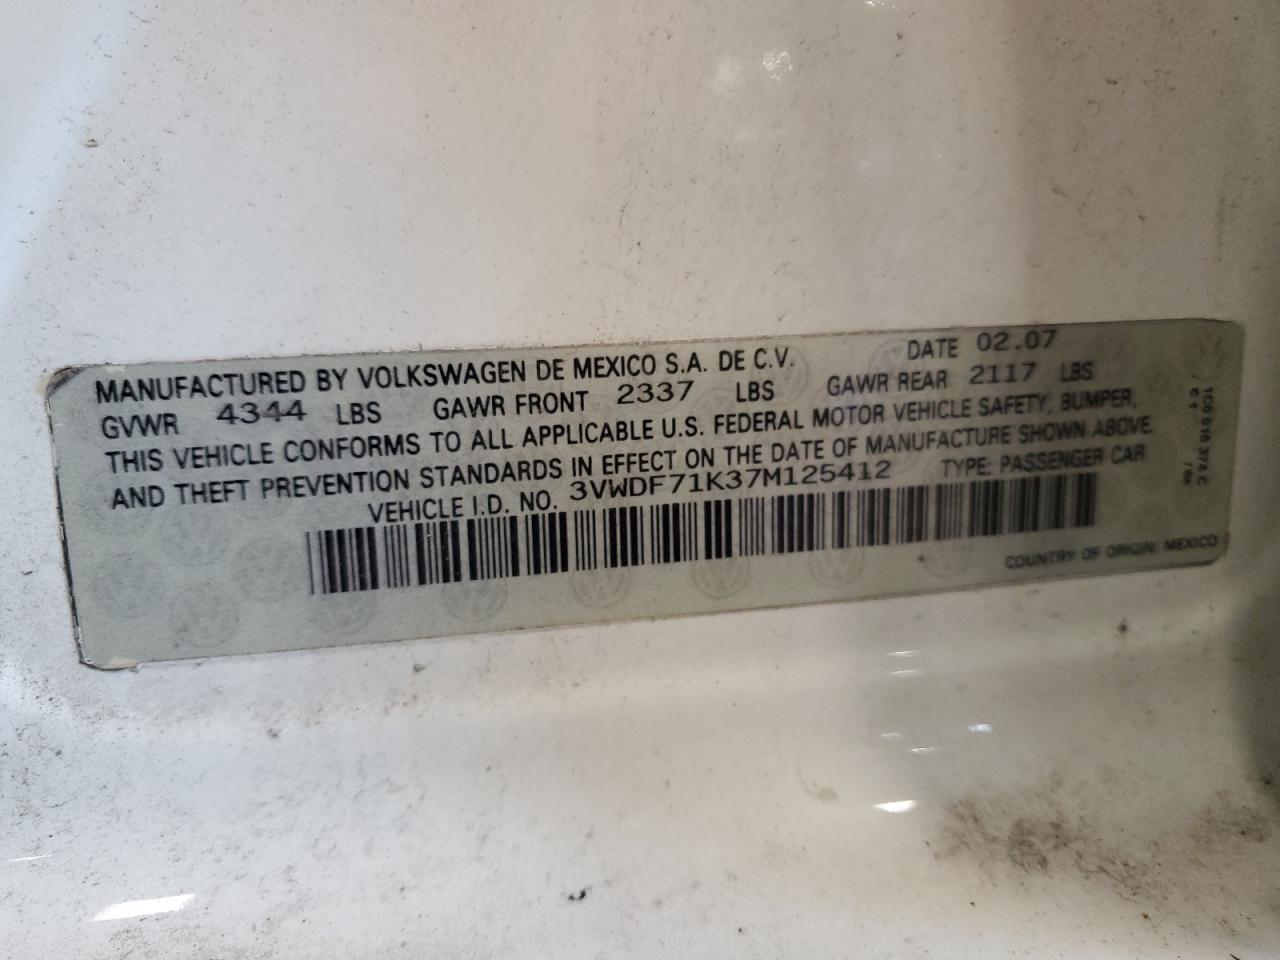 MANUFACTURED BY VOLKSWAGEN DE MEXICO S.A. DE C.V. DATE 02.07
GVWR 4344 LBS GAWR FRONT 2337 LBS GAWR REAR 2117 LBS
THIS VEHICLE CONFORMS TO ALL APPLICABLE U.S. FEDERAL MOTOR VEHICLE SAFETY, BUMPER,
AND THEFT PREVENTION STANDARDS IN EFFECT ON THE DATE OF MANUFACTURE SHOWN ABOVE.
VEHICLE I.D. NO. 3VWDF71K37M125412 TYPE: PASSENGER CAR
COUNTRY OF ORIGIN: MEXICO